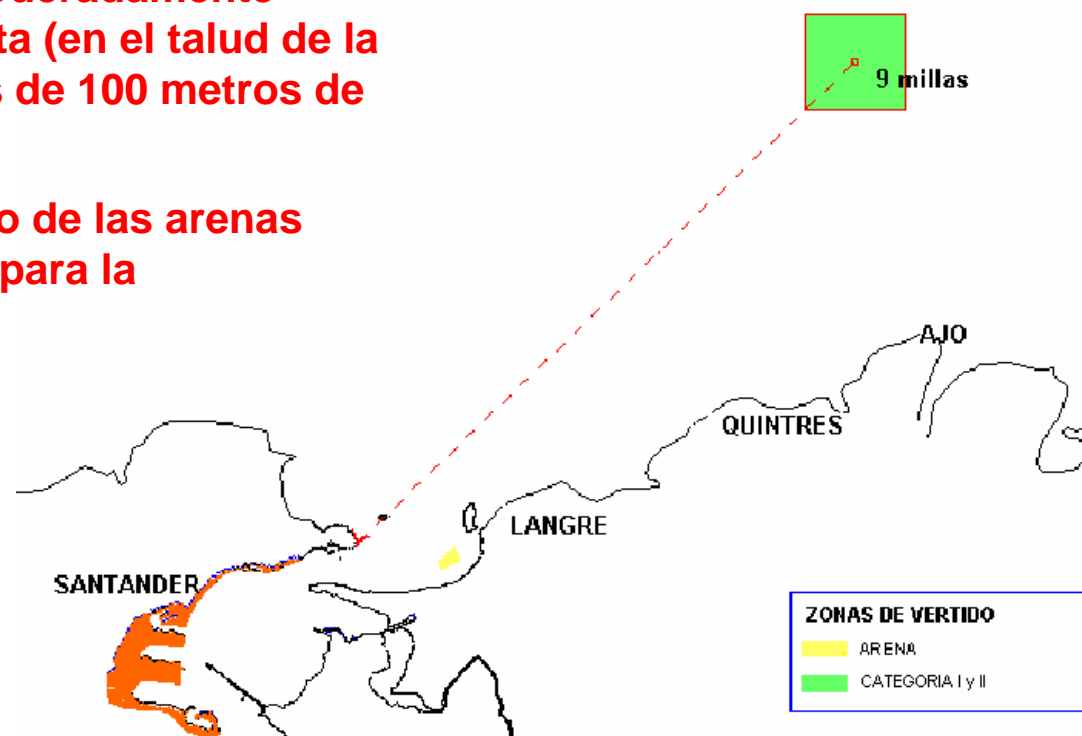 ta (en el talud de la
s de 100 metros de
o de las arenas
para la
9 millas
AJO
QUINTRES
LANGRE
SANTANDER
ZONAS DE VERTIDO
ARENA
CATEGORIA I y II